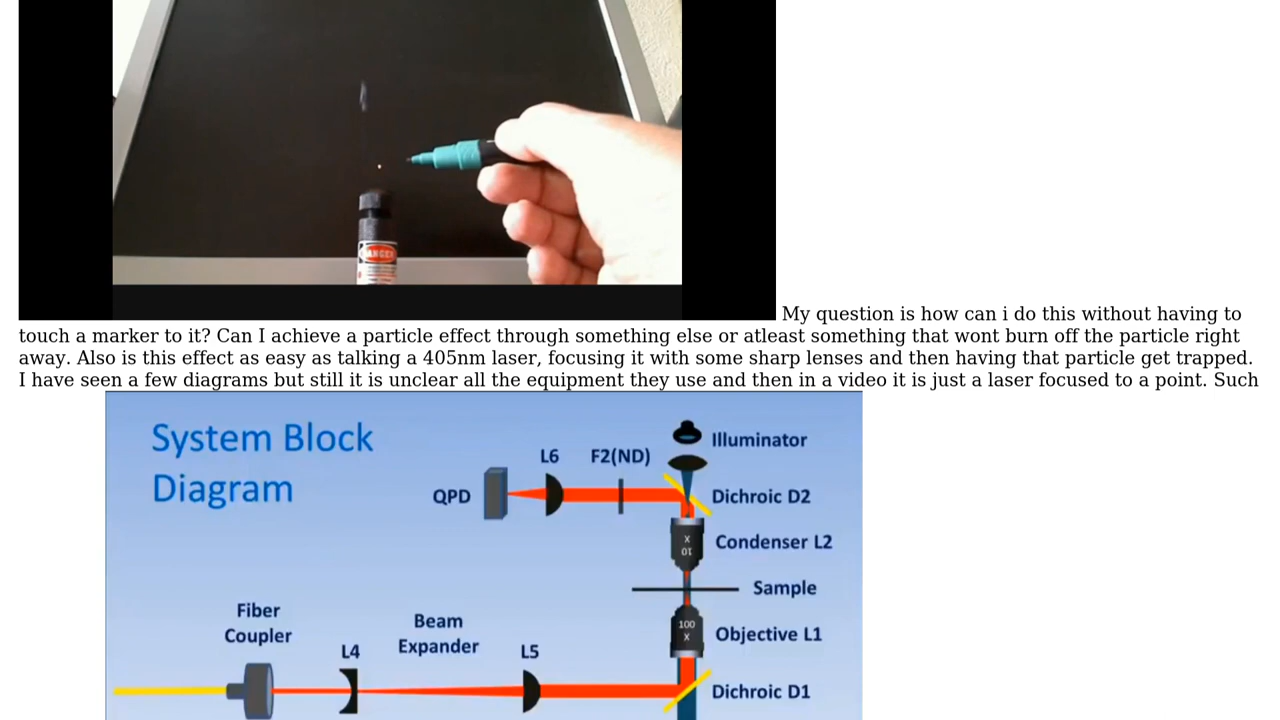 DANGER
My question is how can i do this without having to
touch a marker to it? Can I achieve a particle effect through something else or atleast something that wont burn off the particle right
away. Also is this effect as easy as talking a 405nm laser, focusing it with some sharp lenses and then having that particle get trapped.
I have seen a few diagrams but still it is unclear all the equipment they use and then in a video it is just a laser focused to a point. Such
System Block
Diagram
Illuminator
L6
F2(ND)
QPD
Dichroic D2
X
10
Condenser L2
Sample
Fiber
Coupler
Beam
Expander
100
X
Objective L1
L4
L5
Dichroic D1